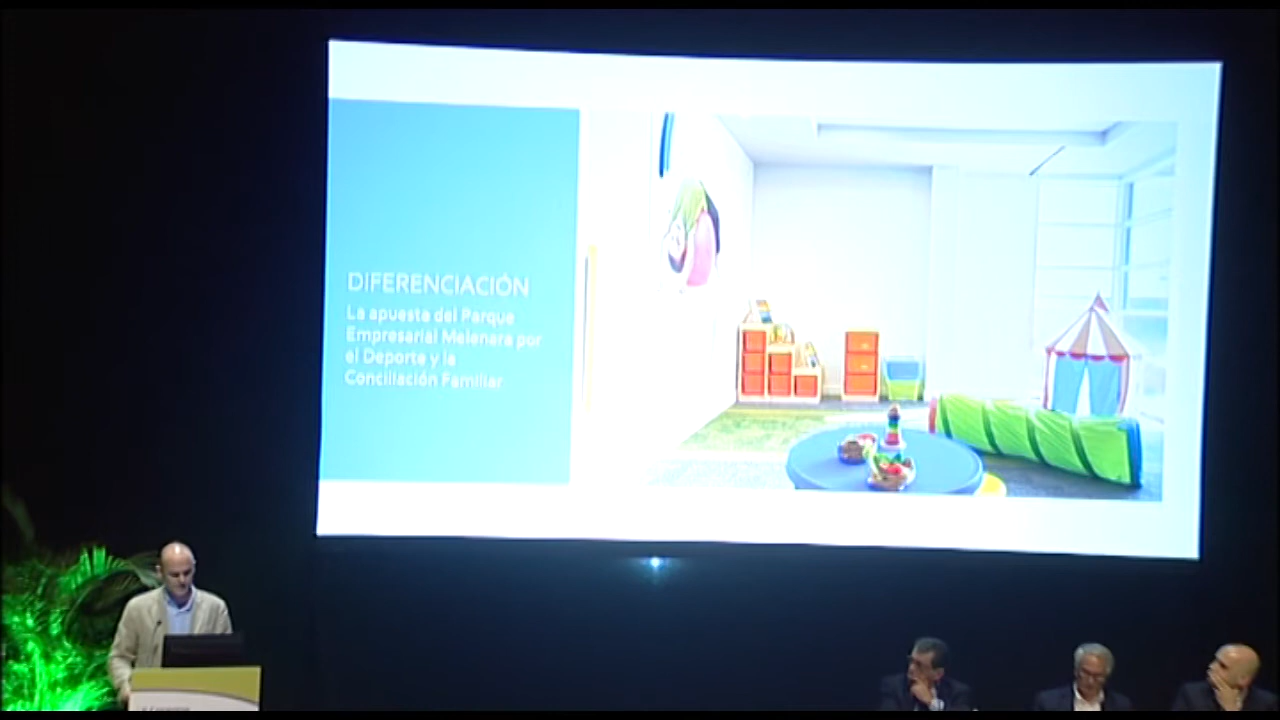 DIFERENCIACIÓN
La apuesta del Parque
Empresarial Melenara por
el Deporte y la
Conciliación Familiar